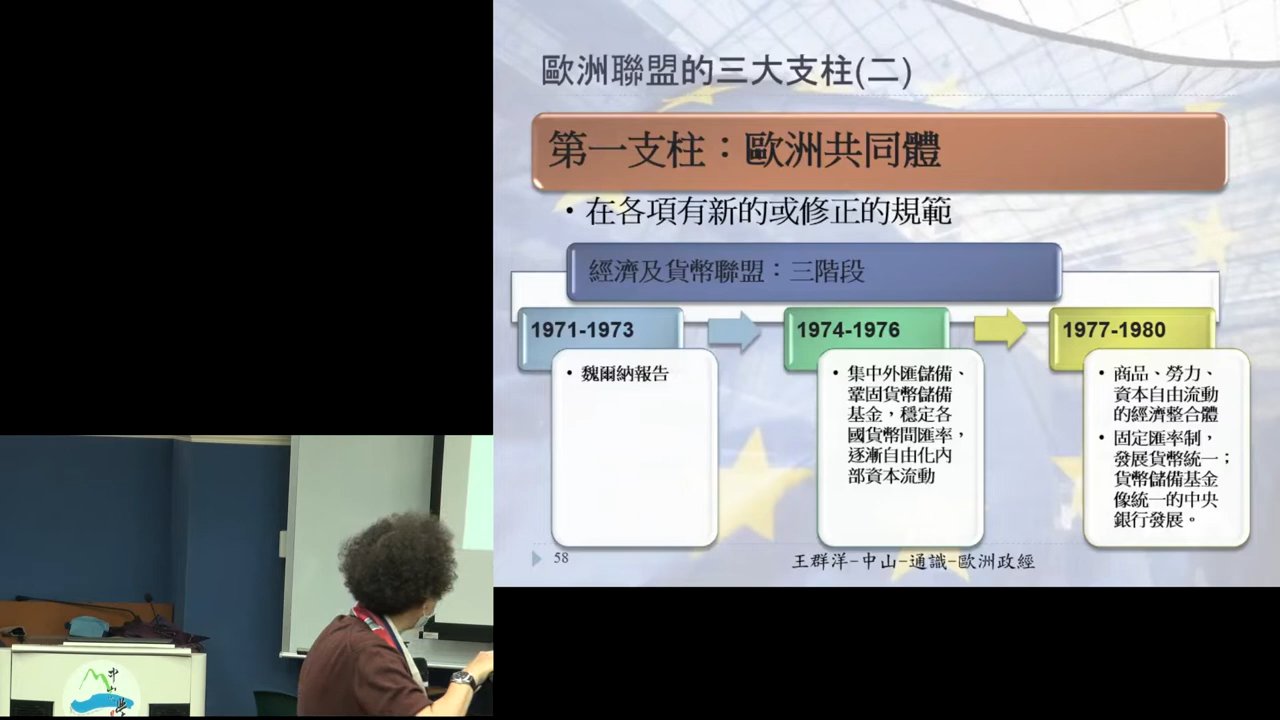 歐洲聯盟的三大支柱(二)
第一支柱：歐洲共同體
• 在各項有新的或修正的規範
經濟及貨幣聯盟：三階段
1971-1973
• 魏爾納報告
1974-1976
• 集中外匯儲備、
鞏固貨幣儲備
基金，穩定各
國貨幣間匯率，
逐漸自由化內
部資本流動
1977-1980
• 商品、勞力、
資本自由流動
的經濟整合體
• 固定匯率制，
發展貨幣統一；
貨幣儲備基金
像統一的中央
銀行發展。
58
王群洋-中山-通識-歐洲政經
中山